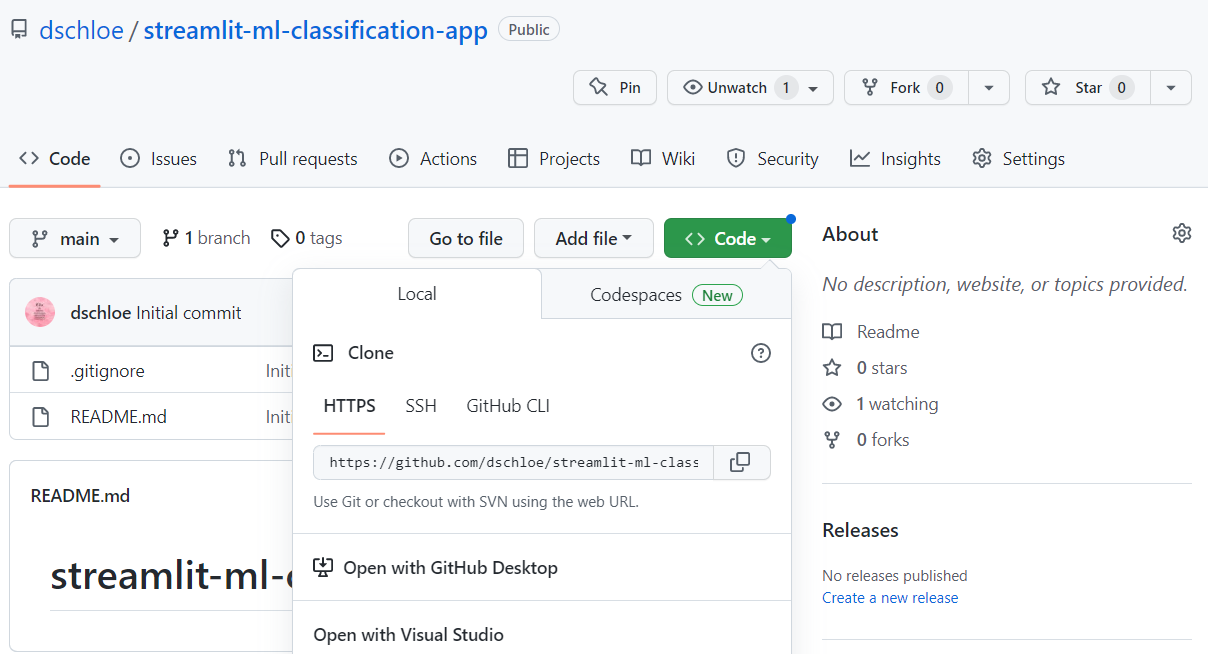 dschloe / streamlit-ml-classification-app Public
Pin Unwatch 1 Fork 0 Star 0
Code Issues Pull requests Actions Projects Wiki Security Insights Settings
main 1 branch 0 tags Go to file Add file Code
About
No description, website, or topics provided.
Readme
0 stars
1 watching
0 forks
Releases
No releases published
Create a new release
dschloe Initial commit
.gitignore Init
README.md Init
README.md
streamlit-ml-c
Local Codespaces New
Clone
HTTPS SSH GitHub CLI
https://github.com/dschloe/streamlit-ml-class
Use Git or checkout with SVN using the web URL.
Open with GitHub Desktop
Open with Visual Studio